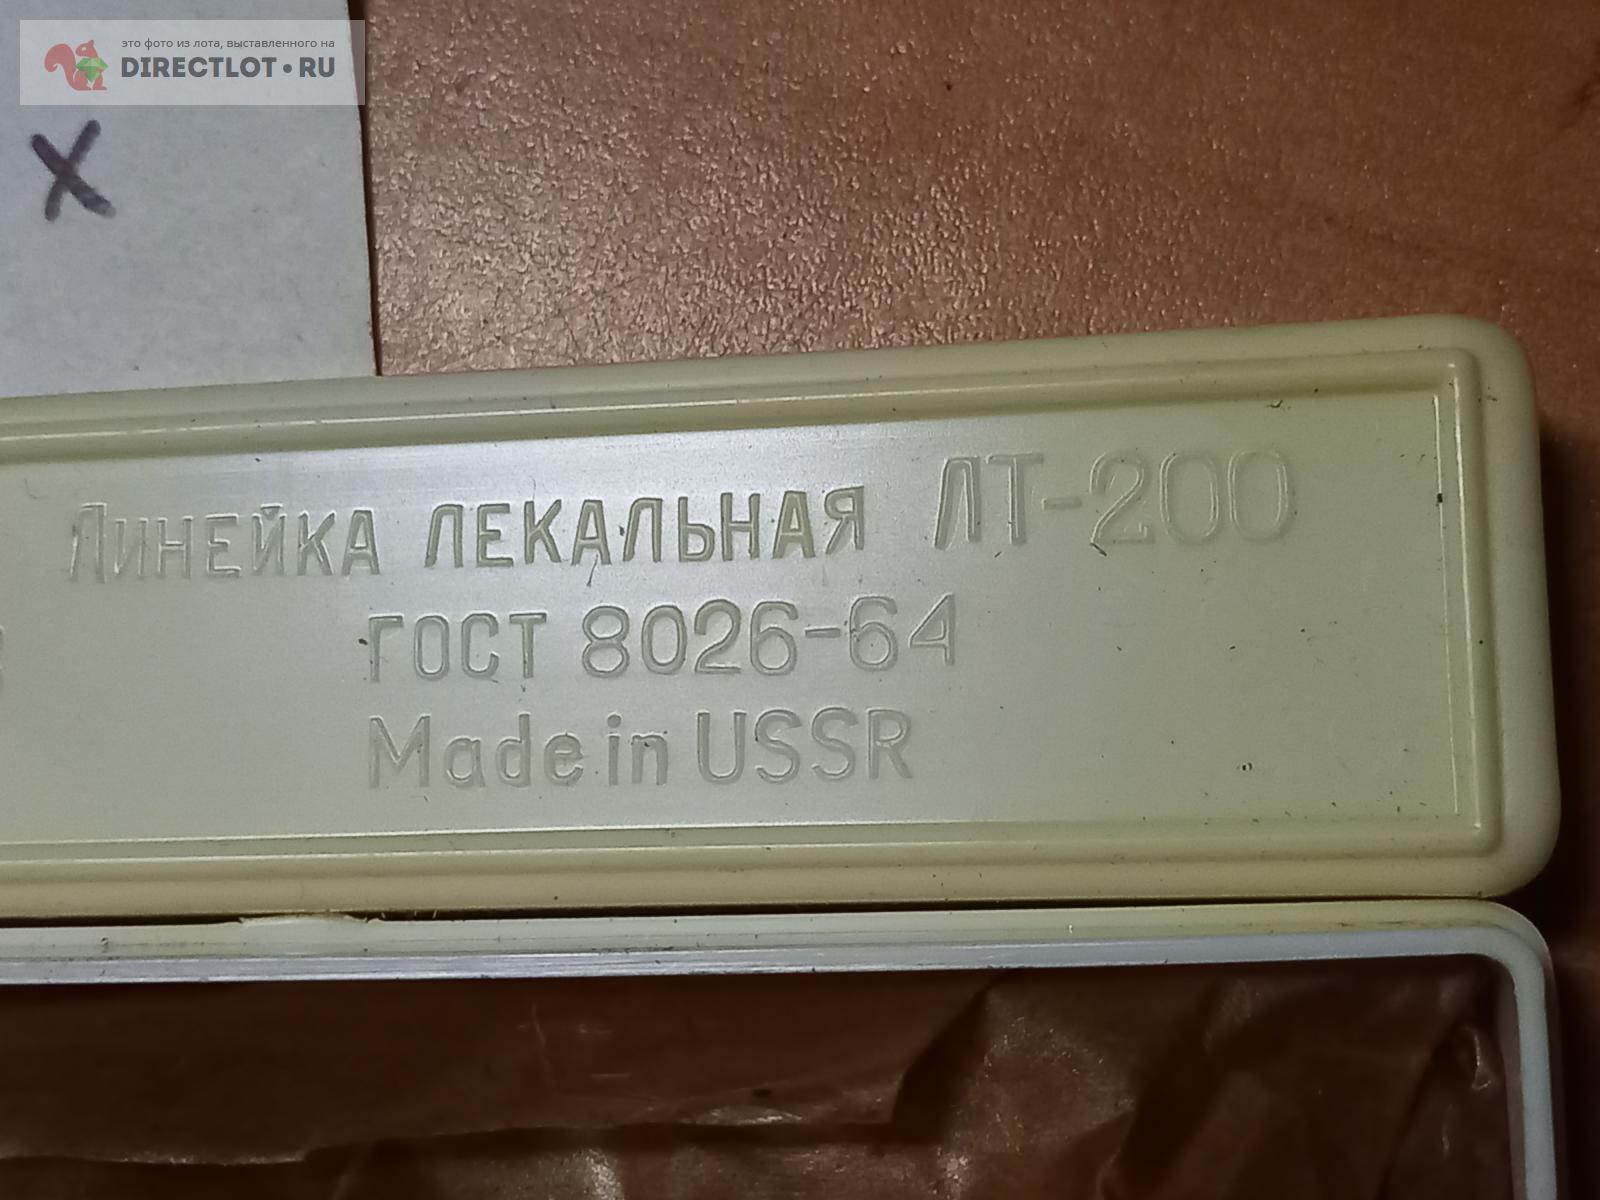 это фото из лота, выставленного на
DIRECTLOT•RU
X
ЛИНЕЙКА ЛЕКАЛЬНАЯ ЛТ-200
ГОСТ 8026-64
Made in USSR